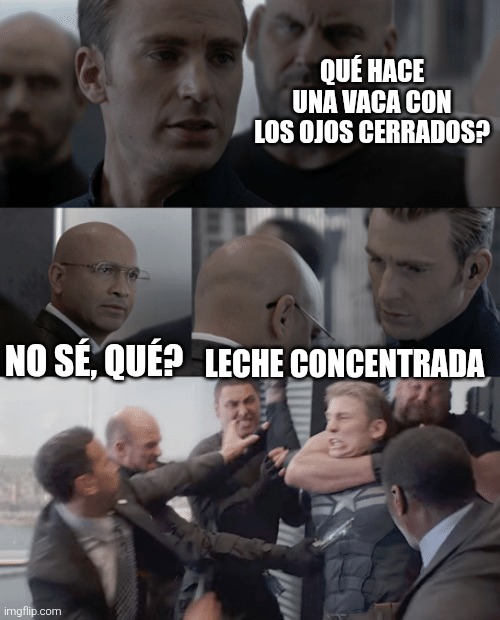 QUÉ HACE
UNA VACA CON
LOS OJOS CERRADOS?
NO SÉ, QUÉ?
LECHE CONCENTRADA
imgflip.com